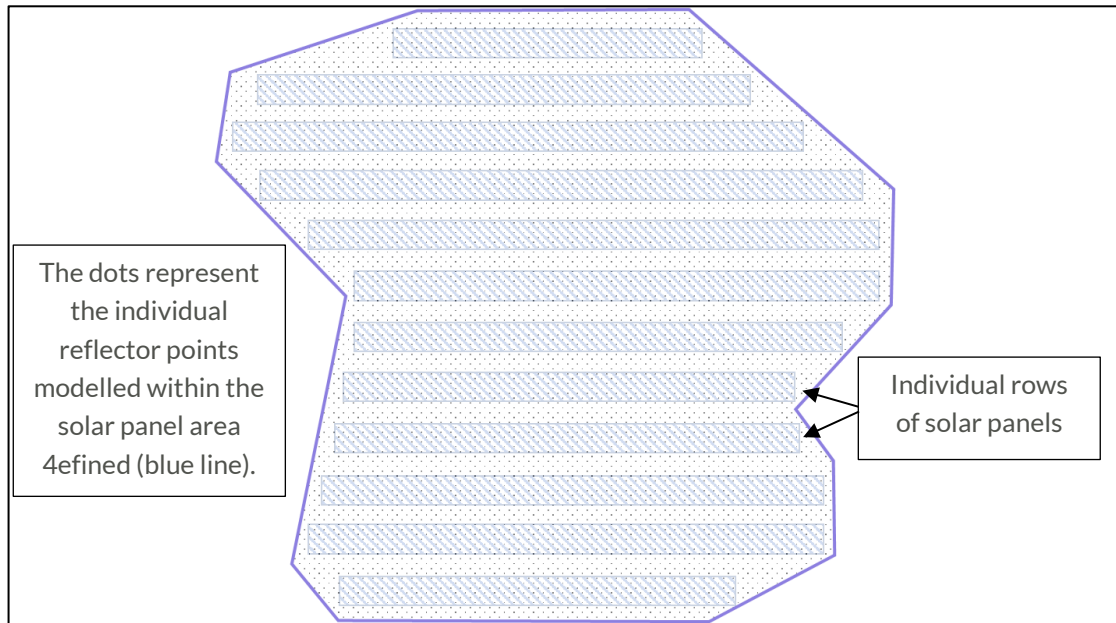 The dots represent
the individual
reflector points
modelled within the
solar panel area
4efined (blue line).
Individual rows
of solar panels